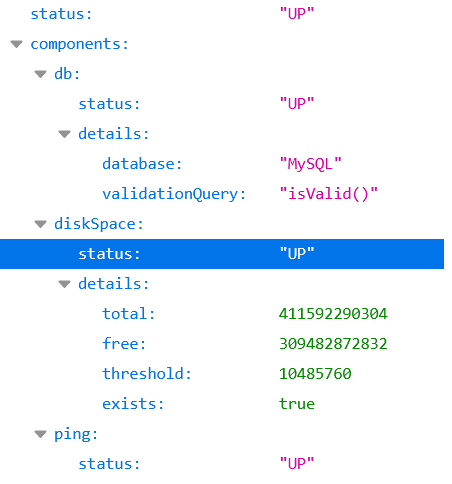 status: "UP"
components:
db:
status: "UP"
details:
database: "MySQL"
validationQuery: "isValid()"
diskSpace:
status: "UP"
details:
total: 411592290304
free: 309482872832
threshold: 10485760
exists: true
ping:
status: "UP"